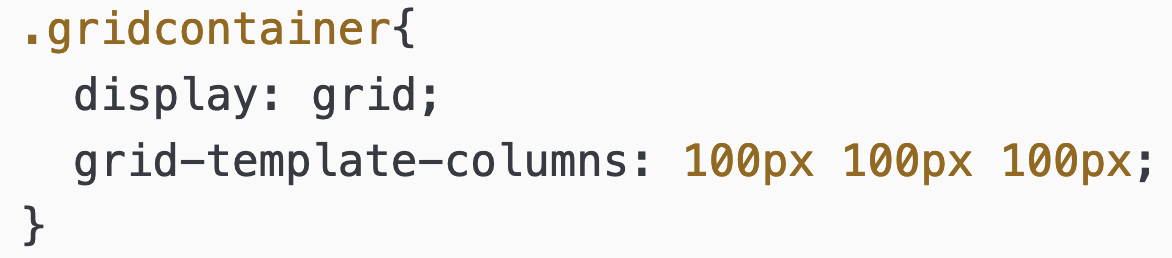 .gridcontainer{
  display: grid;
  grid-template-columns: 100px 100px 100px;
}